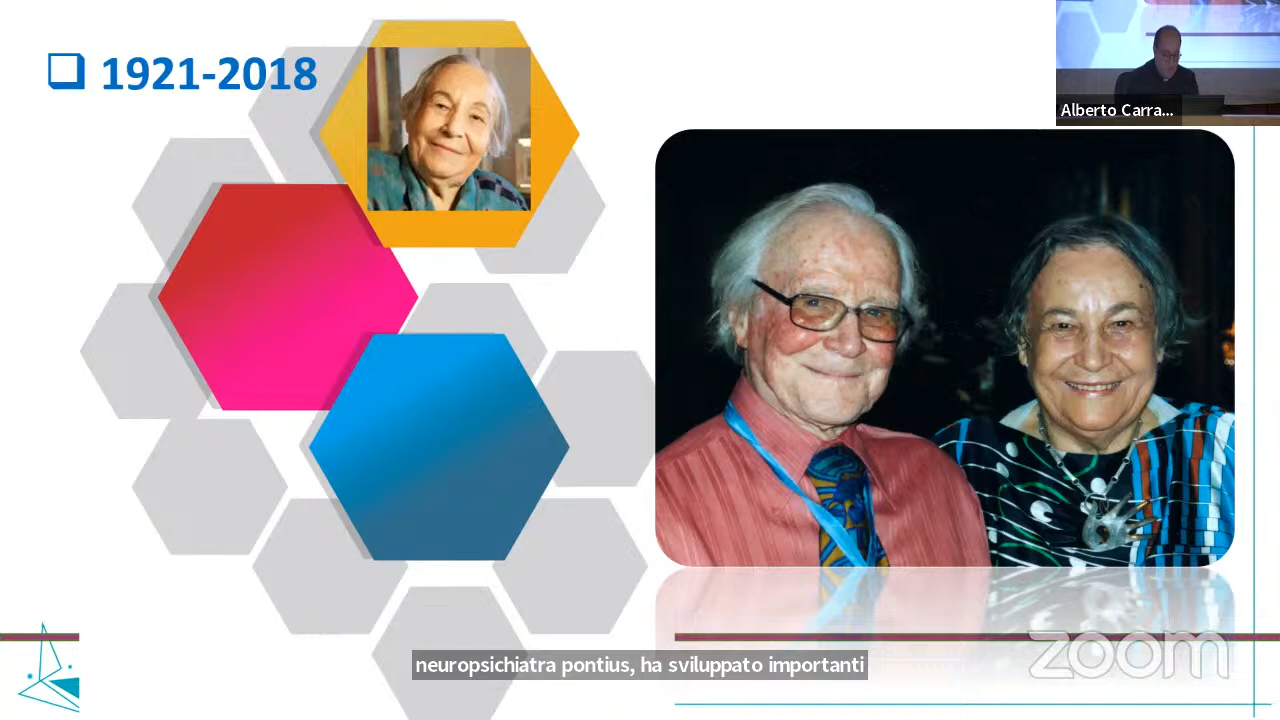 1921-2018
Alberto Carra...
neuropsichiatra pontius, ha sviluppato importanti
zoom